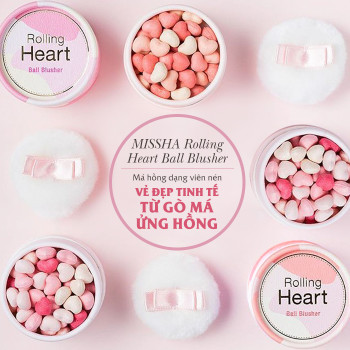 Rolling
Heart
Ball Blusher
MISSHA Rolling
Heart Ball Blusher
Má hồng dạng viên nén
VẺ ĐẸP TINH TẾ
TỪ GÒ MÁ
ỬNG HỒNG
Rolling
Heart
Ball Blusher